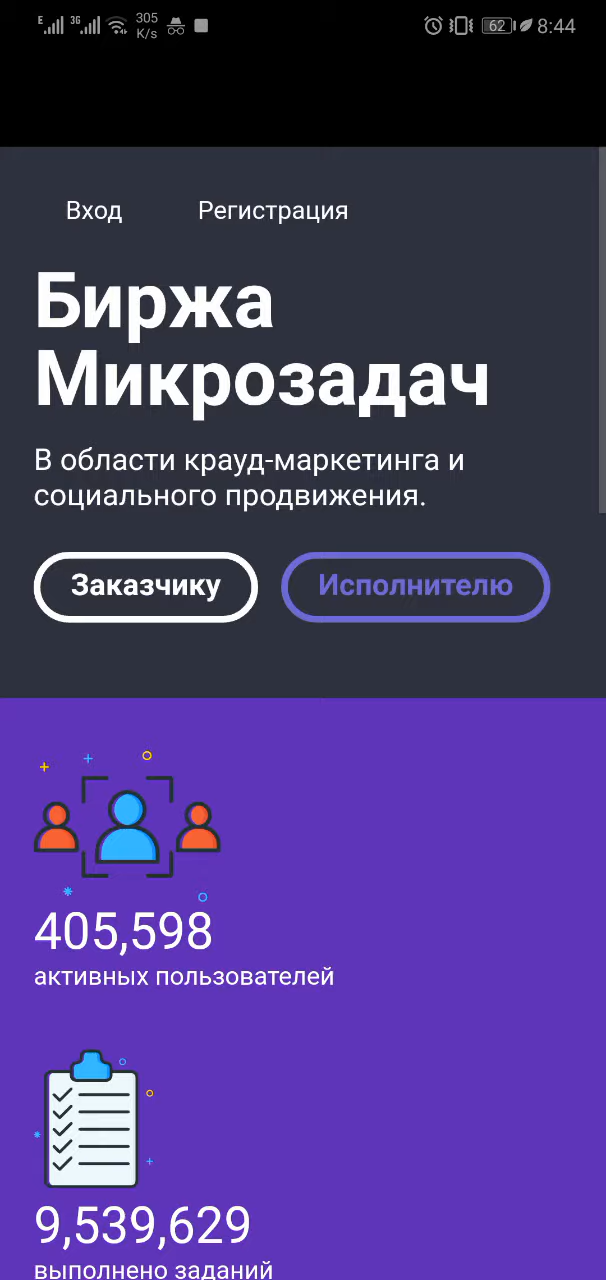 E 3G 305 K/s 62 8:44
Вход Регистрация
Биржа
Микрозадач
В области крауд-маркетинга и
социального продвижения.
Заказчику Исполнителю
405,598
активных пользователей
9,539,629
выполнено заданий